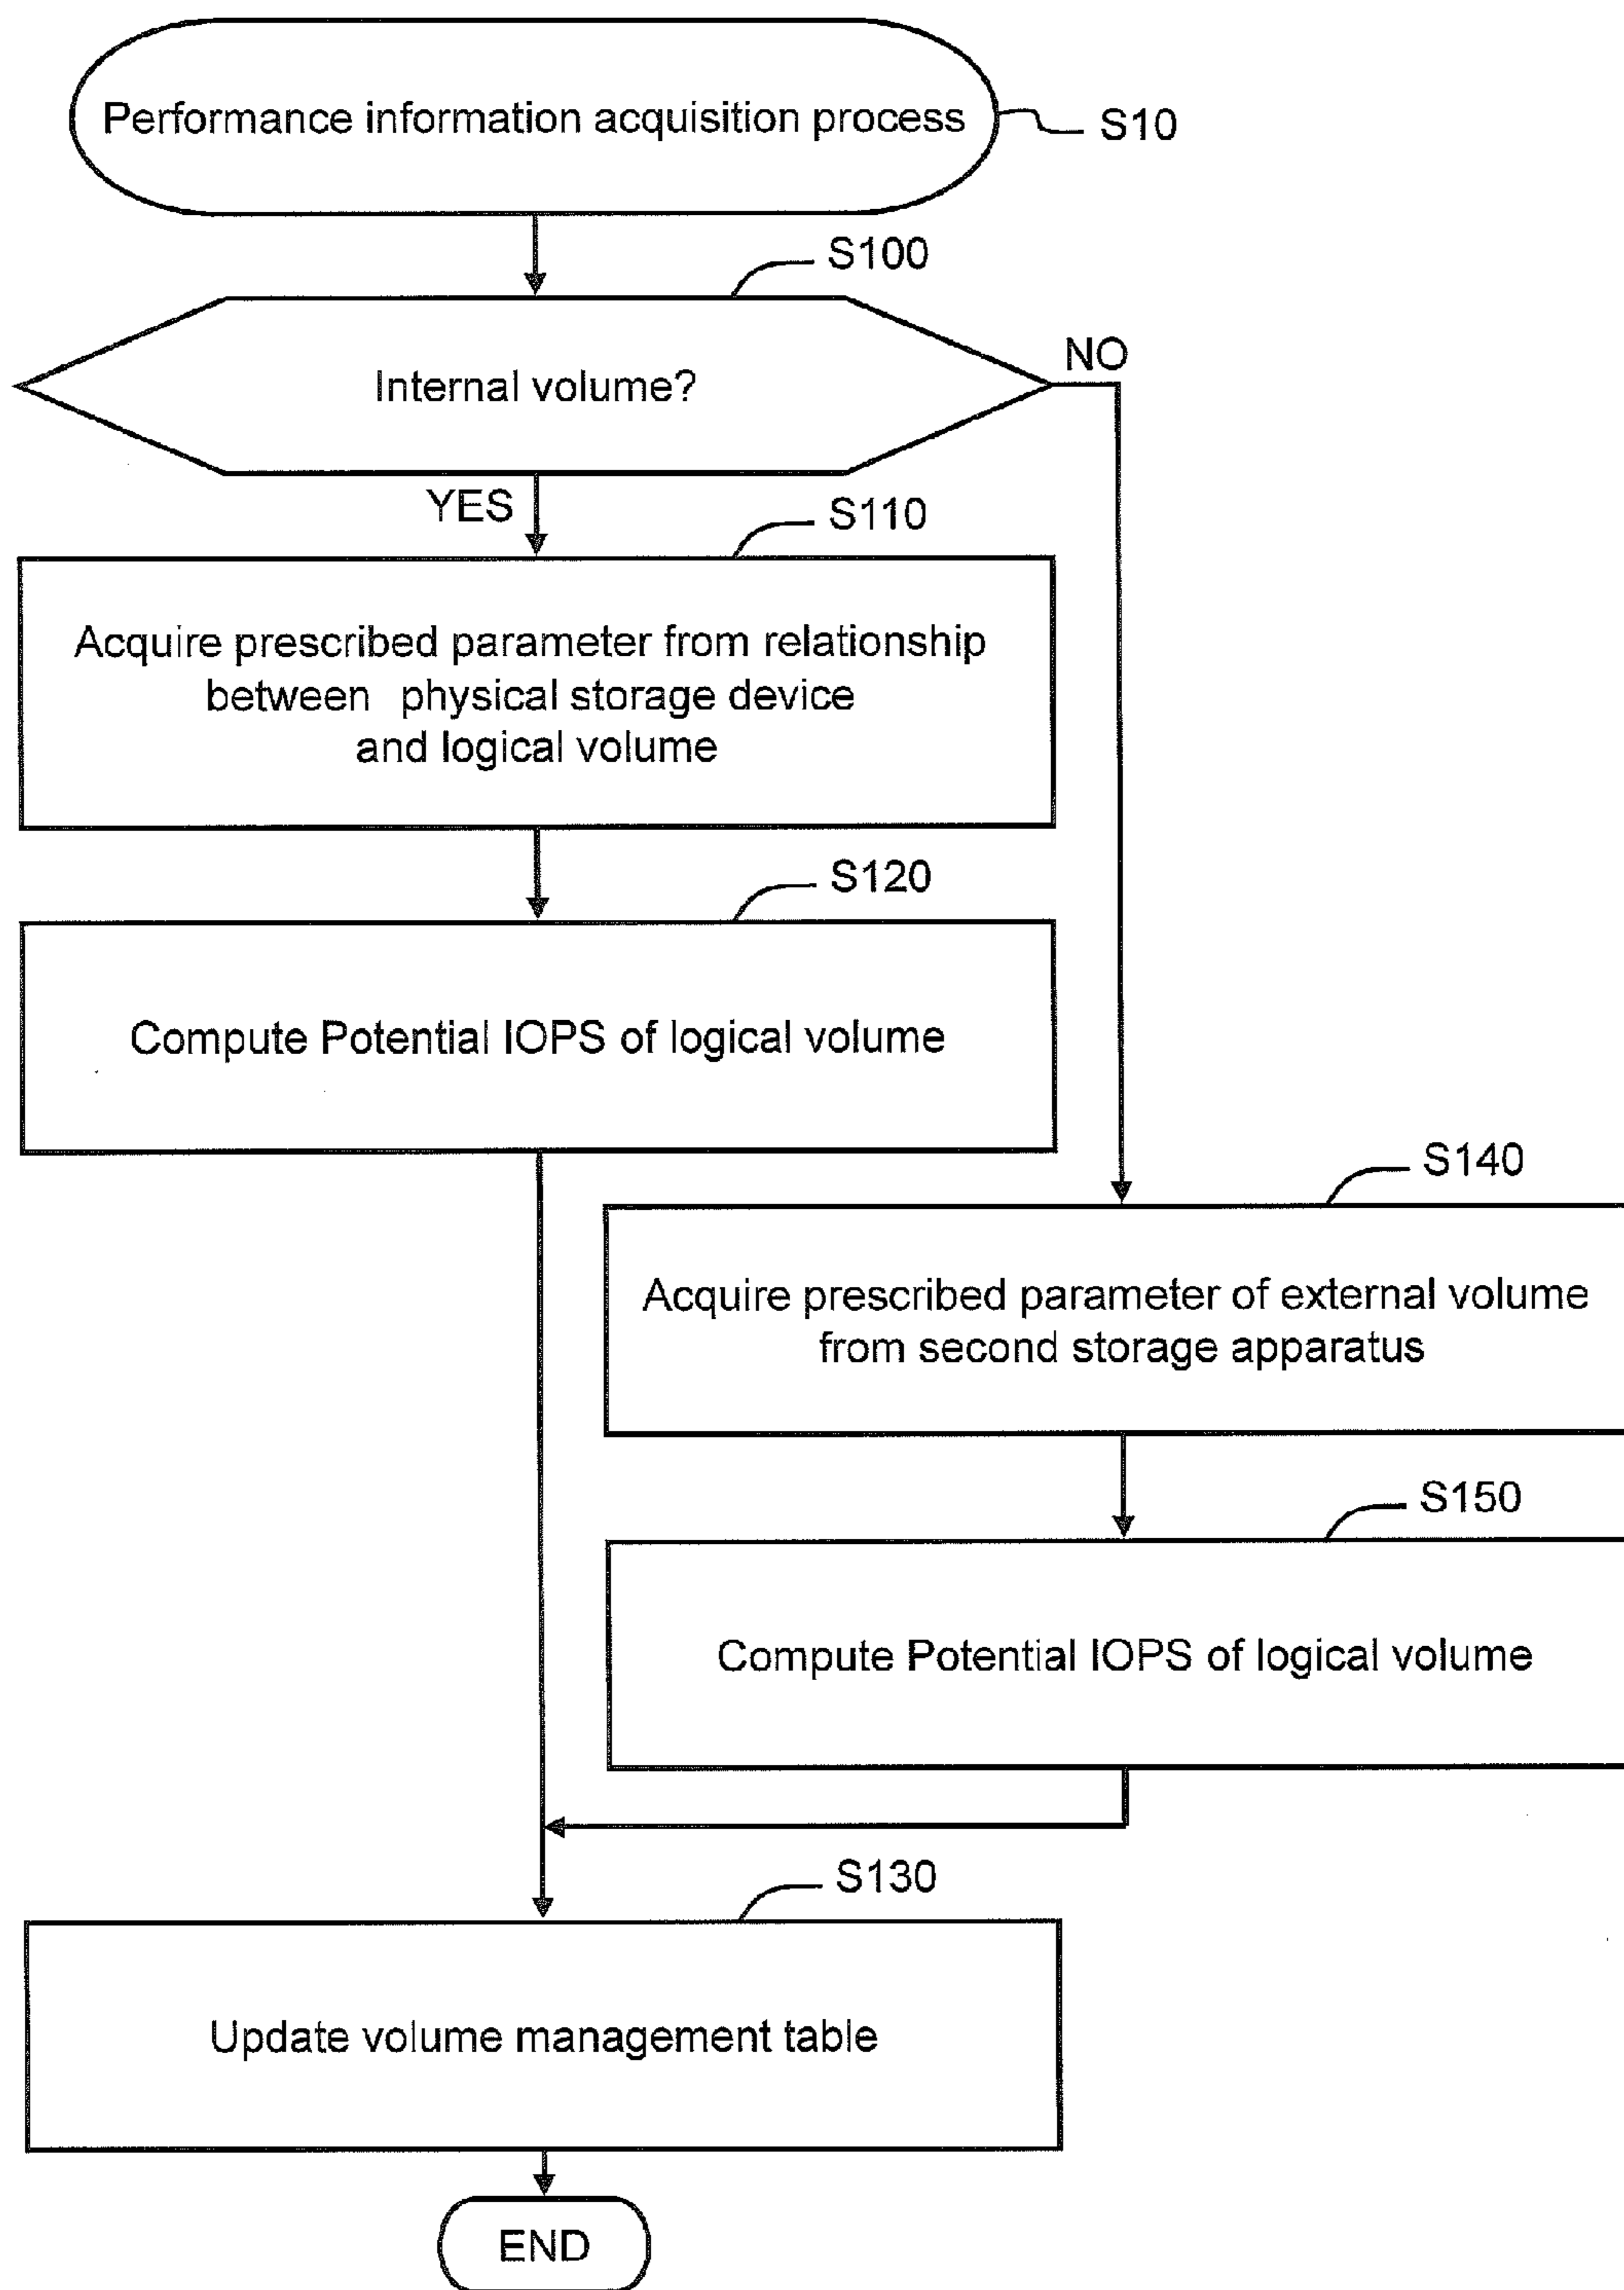 Performance information acquisition process
S10
S100
Internal volume?
NO
YES
S110
Acquire prescribed parameter from relationship
between physical storage device
and logical volume
S120
Compute Potential IOPS of logical volume
S140
Acquire prescribed parameter of external volume
from second storage apparatus
S150
Compute Potential IOPS of logical volume
S130
Update volume management table
END